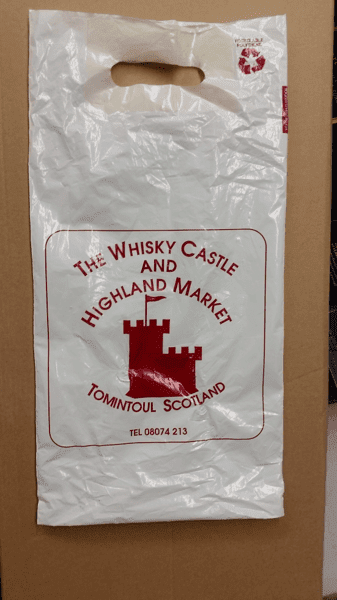 THE WHISKY CASTLE
AND
HIGHLAND MARKET
TOMINTOUL SCOTLAND
TEL 08074 213